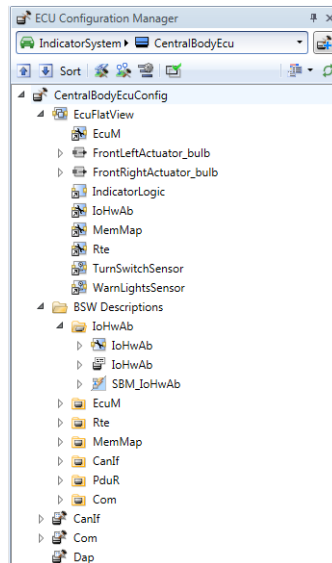 ECU Configuration Manager
IndicatorSystem CentralBodyEcu
Sort
CentralBodyEcuConfig
EcuFlatView
EcuM
FrontLeftActuator_bulb
FrontRightActuator_bulb
IndicatorLogic
IoHwAb
MemMap
Rte
TurnSwitchSensor
WarnLightsSensor
BSW Descriptions
IoHwAb
IoHwAb
IoHwAb
SBM_IoHwAb
EcuM
Rte
MemMap
CanIf
PduR
Com
CanIf
Com
Dap